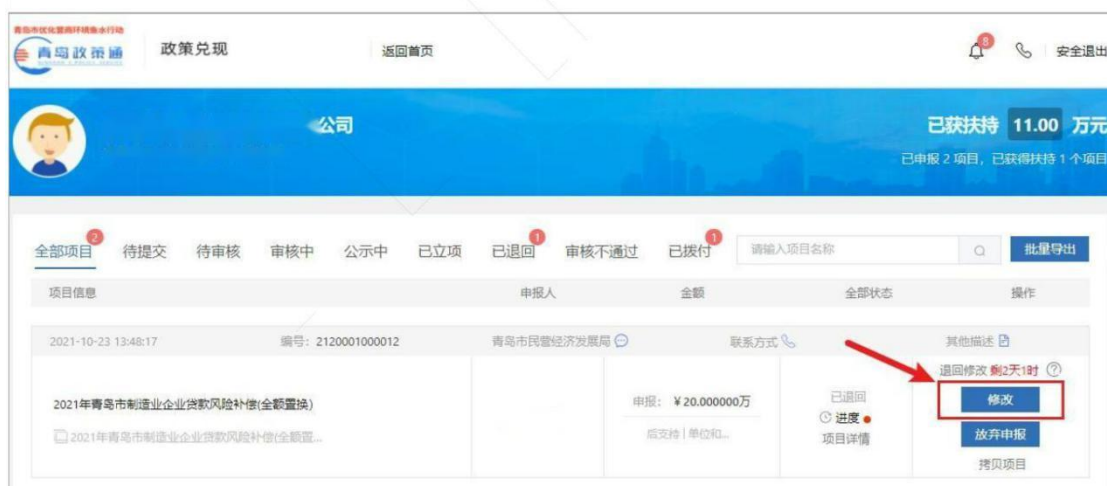 青岛市优化营商环境鱼水行动
青岛政策通
政策兑现
返回首页
8
安全退出
公司
已获扶持 11.00 万元
已申报 2 项目，已获得扶持 1 个项目
全部项目 2 待提交 待审核 审核中 公示中 已立项 已退回 1 审核不通过 已拨付 1 请输入项目名称 批量导出
项目信息 申报人 金额 全部状态 操作
2021-10-23 13:48:17 编号：2120001000012 青岛市民营经济发展局 联系方式 其他描述
退回修改 剩2天1时
2021年青岛市制造业企业贷款风险补偿(全额置换) 申报：￥20.000000万 已退回 修改
进度
2021年青岛市制造业企业贷款风险补偿(全额置... 后支持 | 单位和... 项目详情 放弃申报
拷贝项目